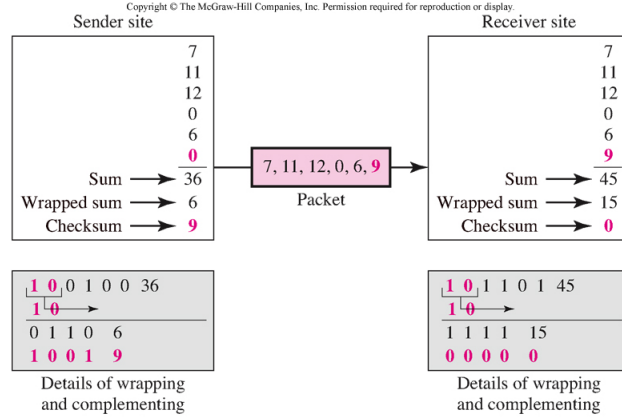 Copyright © The McGraw-Hill Companies, Inc. Permission required for reproduction or display.
Sender site
7
11
12
0
6
0
Sum 36
Wrapped sum 6
Checksum 9
7, 11, 12, 0, 6, 9
Packet
Receiver site
7
11
12
0
6
9
Sum 45
Wrapped sum 15
Checksum 0
1 0 0 1 0 0 36
1 0
0 1 1 0 6
1 0 0 1 9
Details of wrapping
and complementing
1 0 1 1 0 1 45
1 0
1 1 1 1 15
0 0 0 0 0
Details of wrapping
and complementing